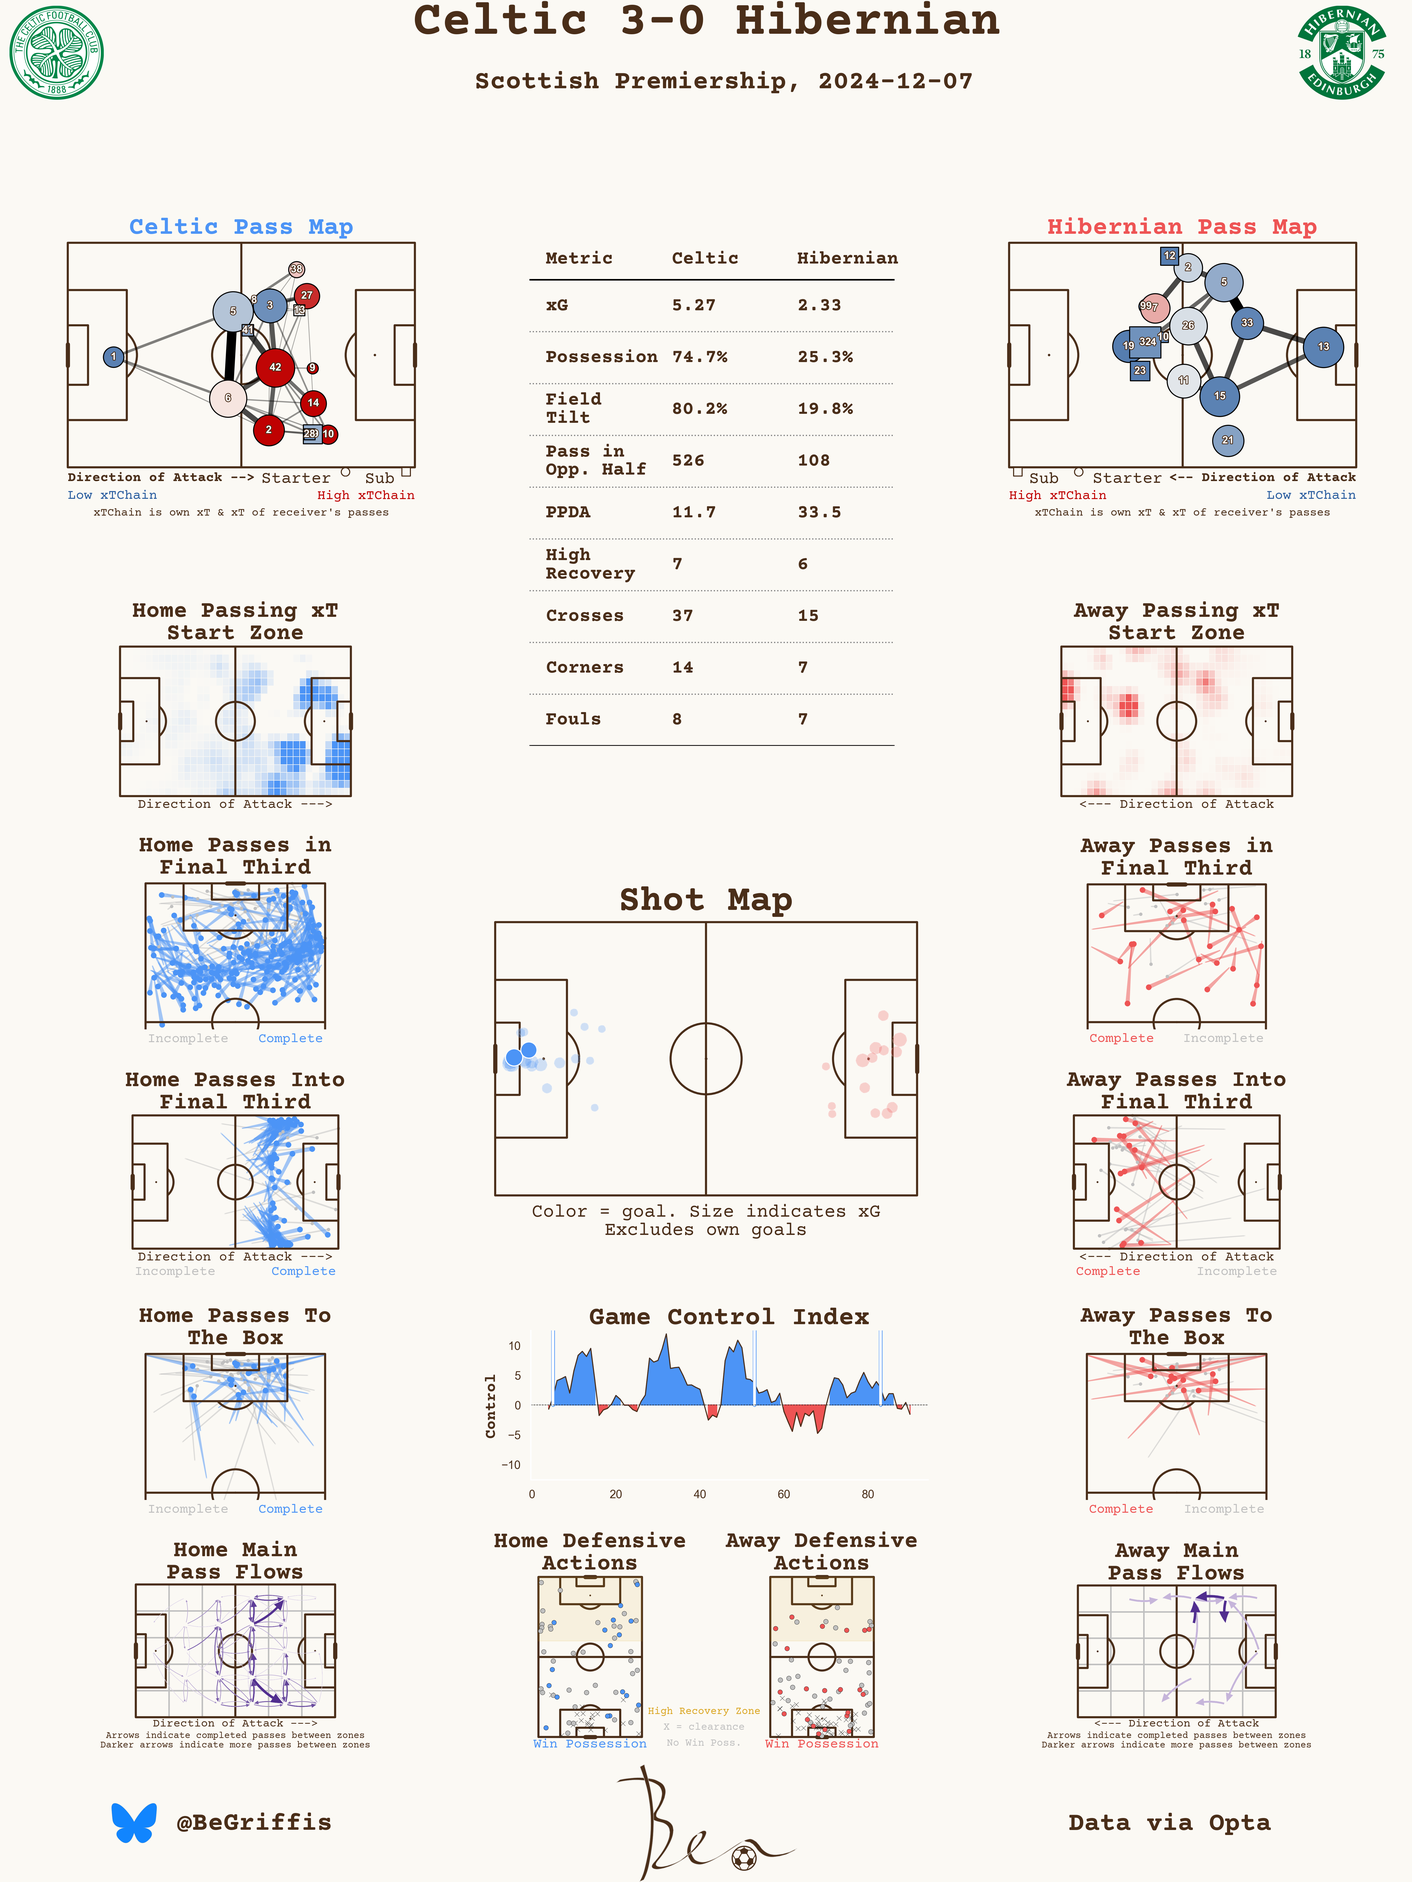 Celtic 3-0 Hibernian
Scottish Premiership, 2024-12-07
THE CELTIC FOOTBALL CLUB
1888
HIBERNIAN
18 75
EDINBURGH
Celtic Pass Map
38
27
8
3
13
5
41
1
42
9
6
14
2
28
10
Direction of Attack --> Starter Sub
Low xTChain High xTChain
xTChain is own xT & xT of receiver's passes
Metric Celtic Hibernian
xG 5.27 2.33
Possession 74.7% 25.3%
Field
Tilt 80.2% 19.8%
Pass in
Opp. Half 526 108
PPDA 11.7 33.5
High
Recovery 7 6
Crosses 37 15
Corners 14 7
Fouls 8 7
Hibernian Pass Map
12
2
5
99
7
26
33
10
19
32
4
13
23
11
15
21
Sub Starter <-- Direction of Attack
High xTChain Low xTChain
xTChain is own xT & xT of receiver's passes
Home Passing xT
Start Zone
Direction of Attack --->
Away Passing xT
Start Zone
<--- Direction of Attack
Home Passes in
Final Third
Incomplete Complete
Away Passes in
Final Third
Complete Incomplete
Shot Map
Color = goal. Size indicates xG
Excludes own goals
Home Passes Into
Final Third
Direction of Attack --->
Incomplete Complete
Away Passes Into
Final Third
<--- Direction of Attack
Complete Incomplete
Home Passes To
The Box
Incomplete Complete
Game Control Index
Control
10
5
0
−5
−10
0 20 40 60 80
Away Passes To
The Box
Complete Incomplete
Home Main
Pass Flows
Direction of Attack --->
Arrows indicate completed passes between zones
Darker arrows indicate more passes between zones
Home Defensive
Actions
Win Possession
High Recovery Zone
X = clearance
No Win Poss.
Away Defensive
Actions
Win Possession
Away Main
Pass Flows
<--- Direction of Attack
Arrows indicate completed passes between zones
Darker arrows indicate more passes between zones
@BeGriffis
Ben
Data via Opta